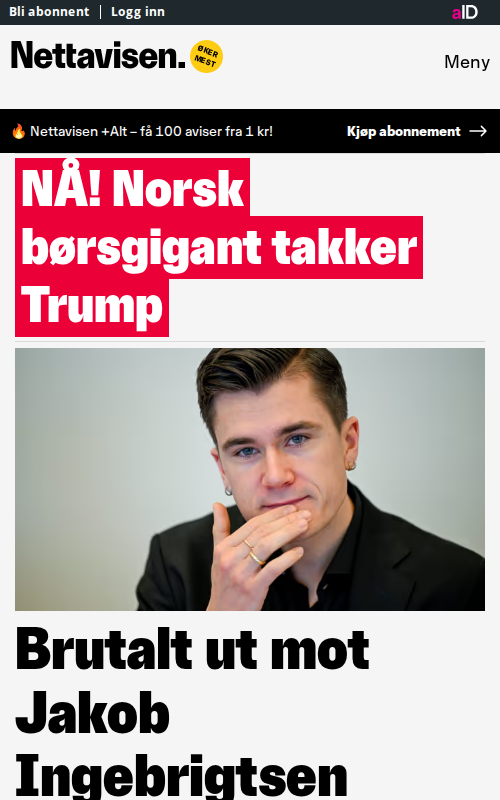 Bli abonnent | Logg inn
aID
Nettavisen.
ØKER
MEST
Meny
Nettavisen +Alt – få 100 aviser fra 1 kr!
Kjøp abonnement
NÅ! Norsk
børsgigant takker
Trump
Brutalt ut mot
Jakob
Ingebrigtsen